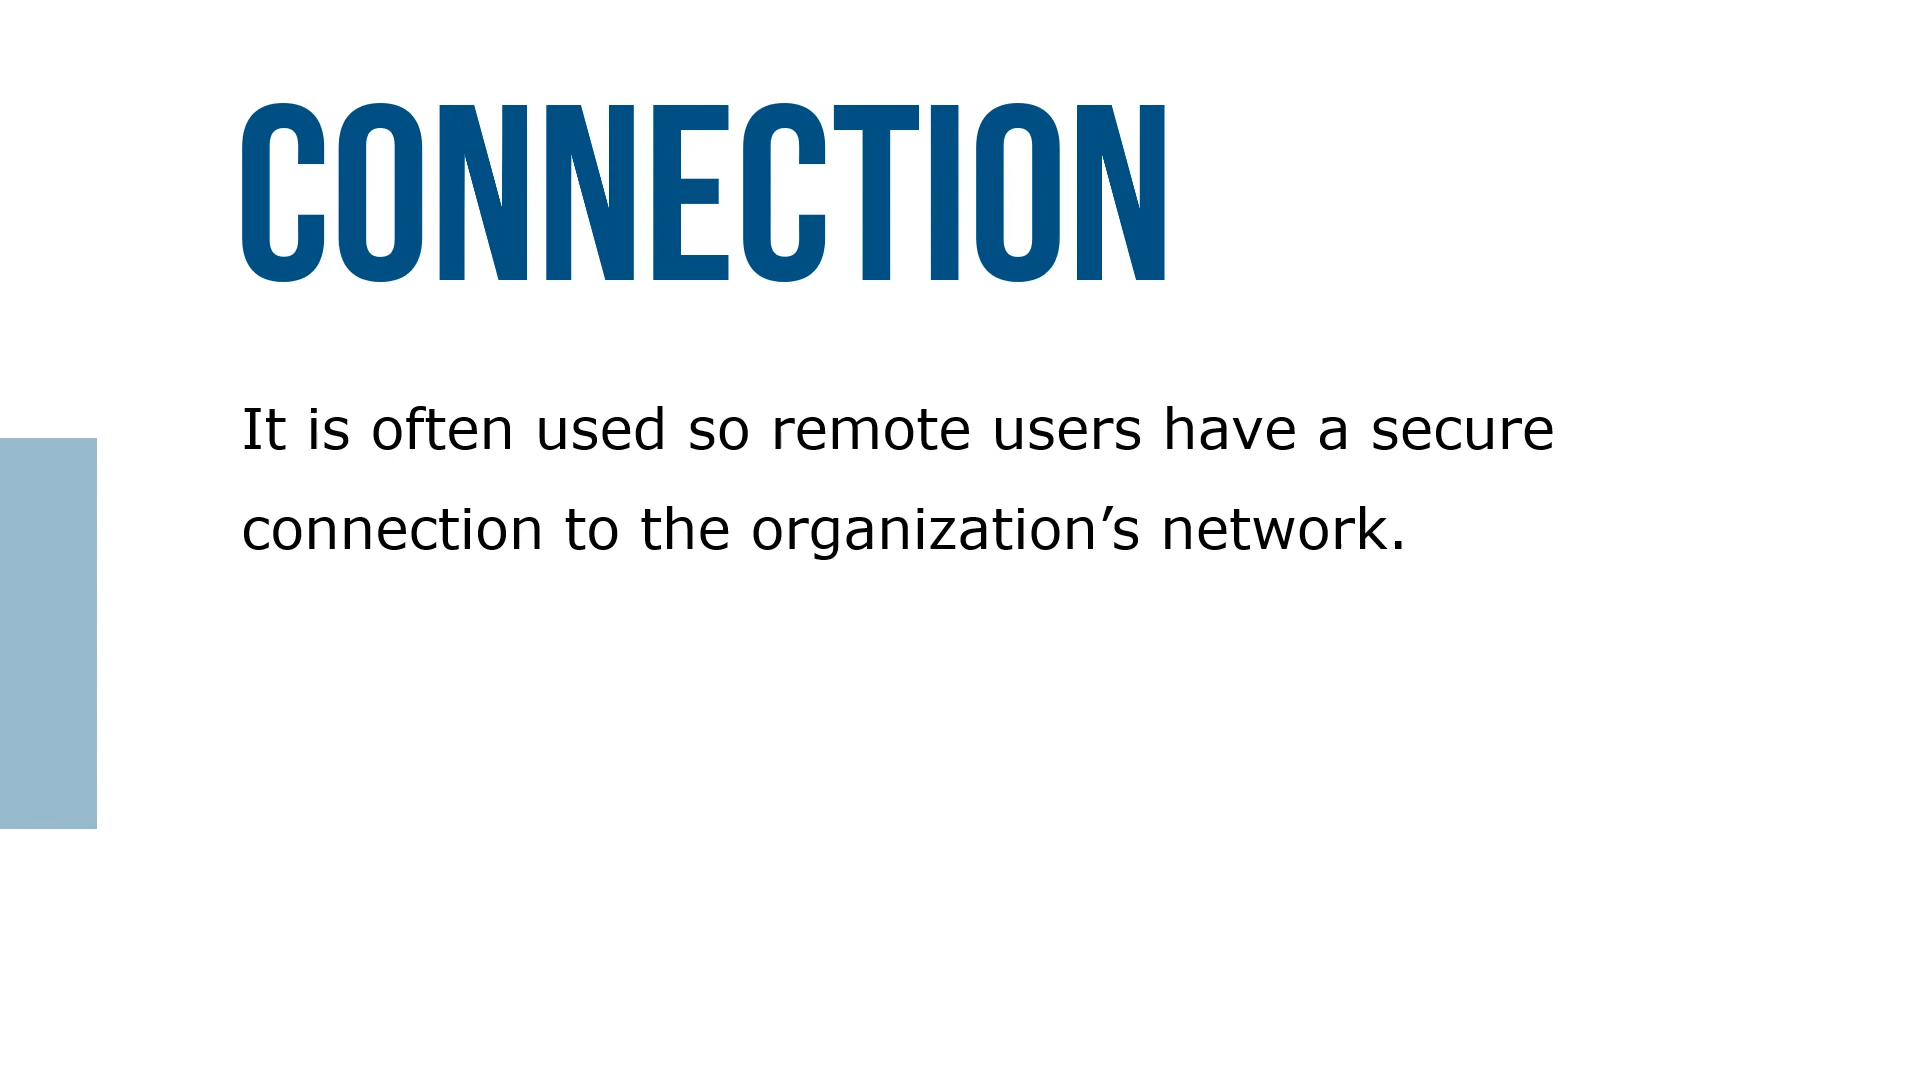 CONNECTION
It is often used so remote users have a secure
connection to the organization’s network.